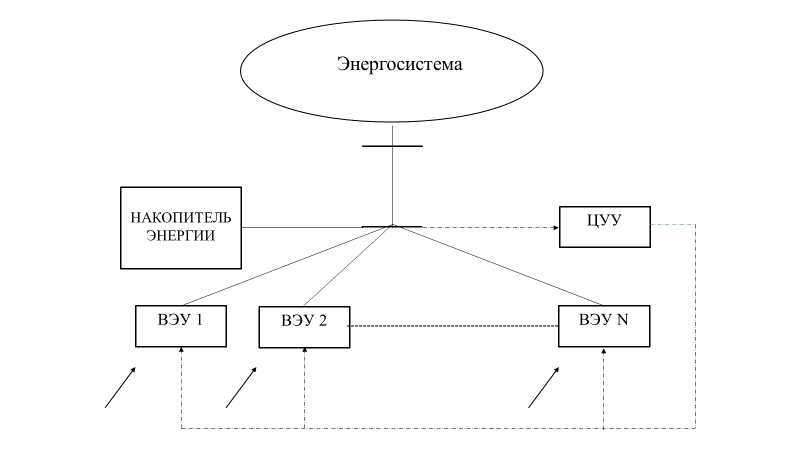 Энергосистема
НАКОПИТЕЛЬ
ЭНЕРГИИ
ЦУУ
ВЭУ 1
ВЭУ 2
ВЭУ N